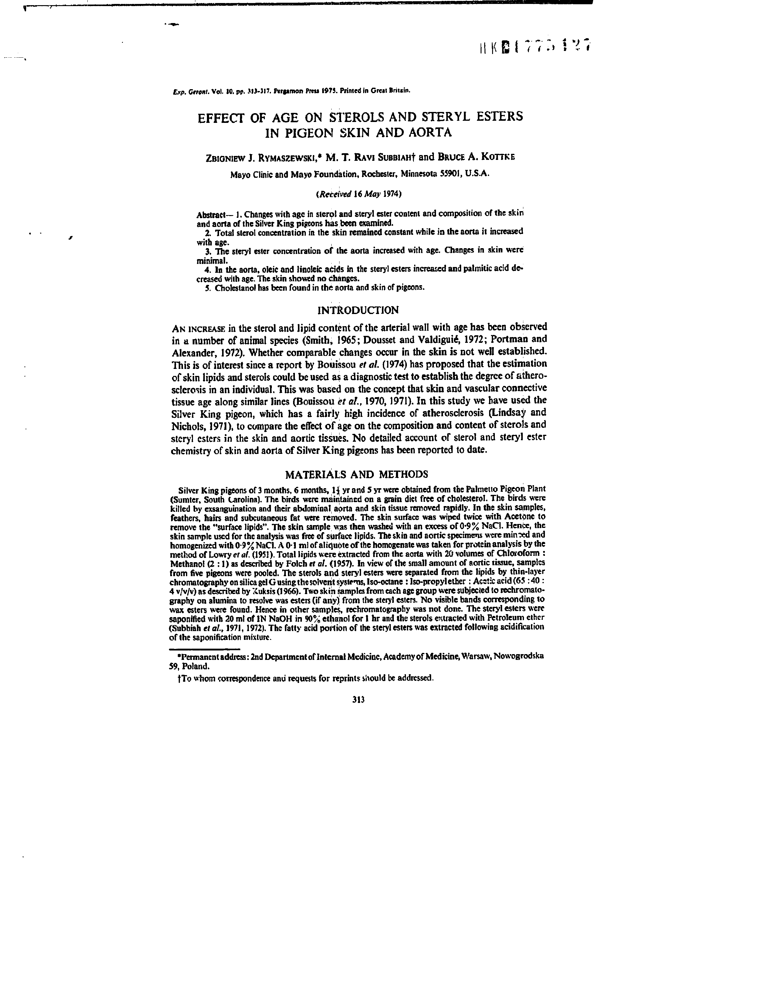 Exp. Geront. Vol. 10, pp. 313-317. Pergamon Press 1975. Printed in Great Britain.
EFFECT OF AGE ON STEROLS AND STERYL ESTERS
IN PIGEON SKIN AND AORTA
ZBIGNIEW J. RYMASZEWSKI,* M. T. RAVI SUBBIAH† and BRUCE A. KOTTKE
Mayo Clinic and Mayo Foundation, Rochester, Minnesota 55901, U.S.A.
(Received 16 May 1974)
Abstract— 1. Changes with age in sterol and steryl ester content and composition of the skin
and aorta of the Silver King pigeons has been examined.
2. Total sterol concentration in the skin remained constant while in the aorta it increased
with age.
3. The steryl ester concentration of the aorta increased with age. Changes in skin were
minimal.
4. In the aorta, oleic and linoleic acids in the steryl esters increased and palmitic acid de-
creased with age. The skin showed no changes.
5. Cholestanol has been found in the aorta and skin of pigeons.
INTRODUCTION
AN INCREASE in the sterol and lipid content of the arterial wall with age has been observed
in a number of animal species (Smith, 1965; Dousset and Valdiguié, 1972; Portman and
Alexander, 1972). Whether comparable changes occur in the skin is not well established.
This is of interest since a report by Bouissou et al. (1974) has proposed that the estimation
of skin lipids and sterols could be used as a diagnostic test to establish the degree of athero-
sclerosis in an individual. This was based on the concept that skin and vascular connective
tissue age along similar lines (Bouissou et al., 1970, 1971). In this study we have used the
Silver King pigeon, which has a fairly high incidence of atherosclerosis (Lindsay and
Nichols, 1971), to compare the effect of age on the composition and content of sterols and
steryl esters in the skin and aortic tissues. No detailed account of sterol and steryl ester
chemistry of skin and aorta of Silver King pigeons has been reported to date.
MATERIALS AND METHODS
Silver King pigeons of 3 months, 6 months, 1½ yr and 5 yr were obtained from the Palmetto Pigeon Plant
(Sumter, South Carolina). The birds were maintained on a grain diet free of cholesterol. The birds were
killed by exsanguination and their abdominal aorta and skin tissue removed rapidly. In the skin samples,
feathers, hairs and subcutaneous fat were removed. The skin surface was wiped twice with Acetone to
remove the "surface lipids". The skin sample was then washed with an excess of 0·9% NaCl. Hence, the
skin sample used for the analysis was free of surface lipids. The skin and aortic specimens were minced and
homogenized with 0·9% NaCl. A 0·1 ml of aliquote of the homogenate was taken for protein analysis by the
method of Lowry et al. (1951). Total lipids were extracted from the aorta with 20 volumes of Chloroform :
Methanol (2 : 1) as described by Folch et al. (1957). In view of the small amount of aortic tissue, samples
from five pigeons were pooled. The sterols and steryl esters were separated from the lipids by thin-layer
chromatography on silica gel G using the solvent systems, Iso-octane : Iso-propyl ether : Acetic acid (65 : 40 :
4 v/v/v) as described by Kuksis (1966). Two skin samples from each age group were subjected to rechromato-
graphy on alumina to resolve was esters (if any) from the steryl esters. No visible bands corresponding to
wax esters were found. Hence in other samples, rechromatography was not done. The steryl esters were
saponified with 20 ml of 1N NaOH in 90% ethanol for 1 hr and the sterols extracted with Petroleum ether
(Subbiah et al., 1971, 1972). The fatty acid portion of the steryl esters was extracted following acidification
of the saponification mixture.
*Permanent address: 2nd Department of Internal Medicine, Academy of Medicine, Warsaw, Nowogrodska
59, Poland.
†To whom correspondence and requests for reprints should be addressed.
313